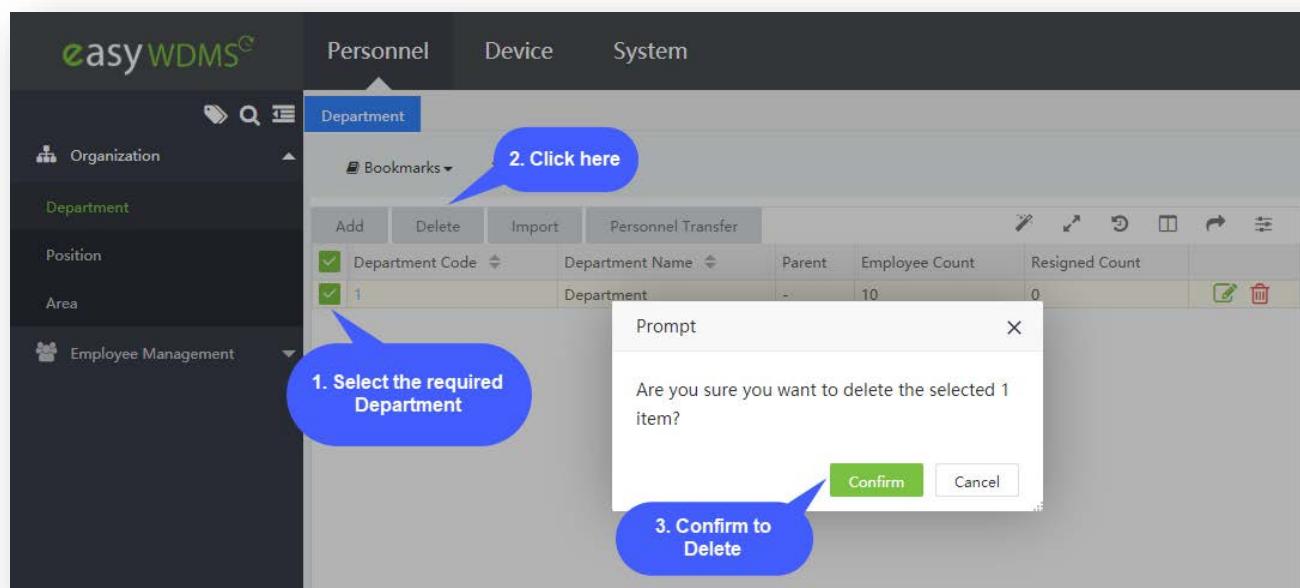 easy WDMS
Personnel Device System
Department
Organization
Bookmarks
2. Click here
Department
Add Delete Import Personnel Transfer
Position
Department Code Department Name Parent Employee Count Resigned Count
Area
1 Department - 10 0
Employee Management
Prompt
1. Select the required
Department
Are you sure you want to delete the selected 1
item?
Confirm Cancel
3. Confirm to
Delete